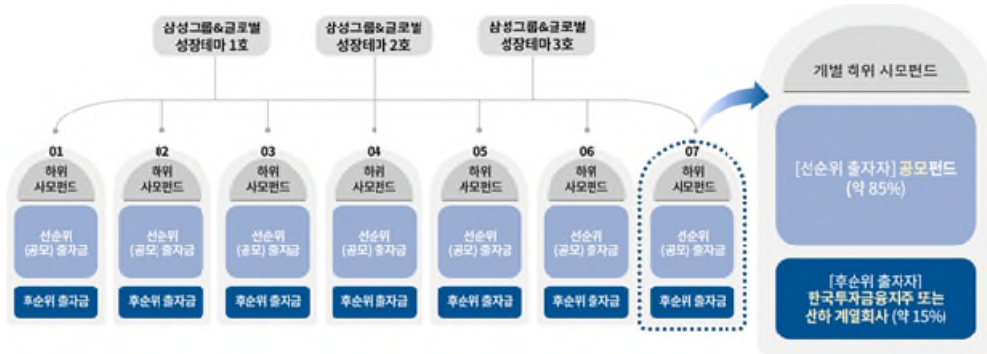 삼성그룹&글로벌
성장테마 1호
삼성그룹&글로벌
성장테마 2호
삼성그룹&글로벌
성장테마 3호
01
하위
사모펀드
선순위
(공모) 출자금
후순위 출자금
02
하위
사모펀드
선순위
(공모) 출자금
후순위 출자금
03
하위
사모펀드
선순위
(공모) 출자금
후순위 출자금
04
하위
사모펀드
선순위
(공모) 출자금
후순위 출자금
05
하위
사모펀드
선순위
(공모) 출자금
후순위 출자금
06
하위
사모펀드
선순위
(공모) 출자금
후순위 출자금
07
하위
사모펀드
선순위
(공모) 출자금
후순위 출자금
개별 하위 사모펀드
[선순위 출자자] 공모펀드
(약 85%)
[후순위 출자자]
한국투자금융지주 또는
산하 계열회사 (약 15%)